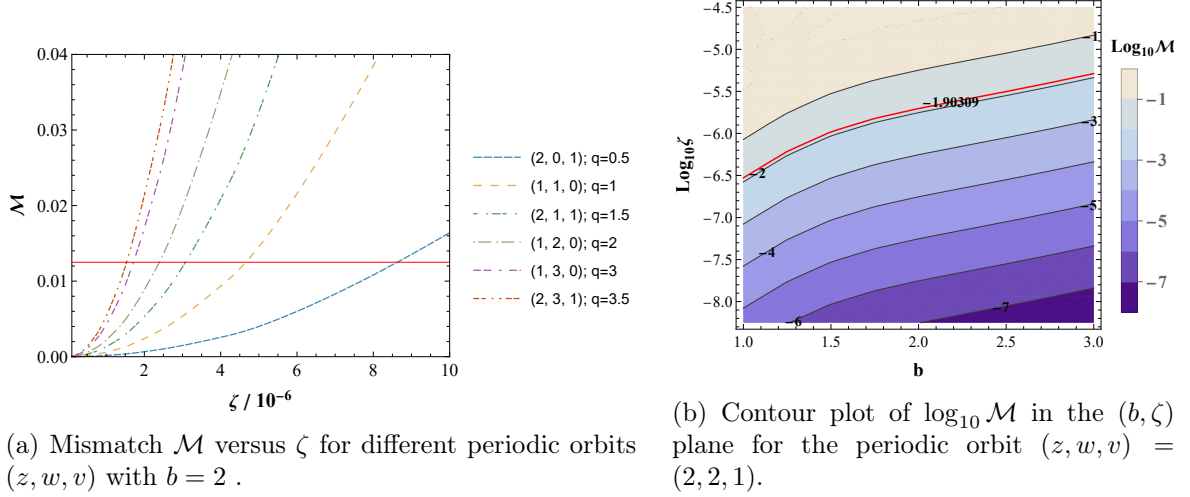 0.04
0.03
0.02
0.01
0.00
ℳ
2
4
6
8
10
ζ / 10⁻⁶
(2, 0, 1); q=0.5
(1, 1, 0); q=1
(2, 1, 1); q=1.5
(1, 2, 0); q=2
(1, 3, 0); q=3
(2, 3, 1); q=3.5
(a) Mismatch ℳ versus ζ for different periodic orbits
(z, w, v) with b = 2 .
-4.5
-5.0
-5.5
-6.0
-6.5
-7.0
-7.5
-8.0
Log₁₀ζ
1.0
1.5
2.0
2.5
3.0
b
-1
-1.90309
-2
-3
-4
-5
-6
-7
Log₁₀ℳ
-1
-3
-5
-7
(b) Contour plot of log₁₀ ℳ in the (b, ζ)
plane for the periodic orbit (z, w, v) =
(2, 2, 1).